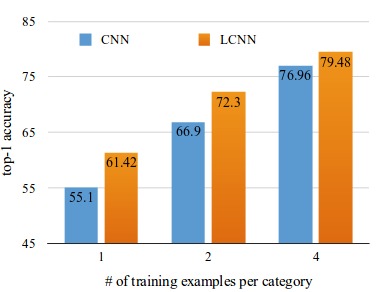 85
CNN LCNN
75
65
55
45
top-1 accuracy
55.1 61.42
66.9 72.3
76.96 79.48
1 2 4
# of training examples per category